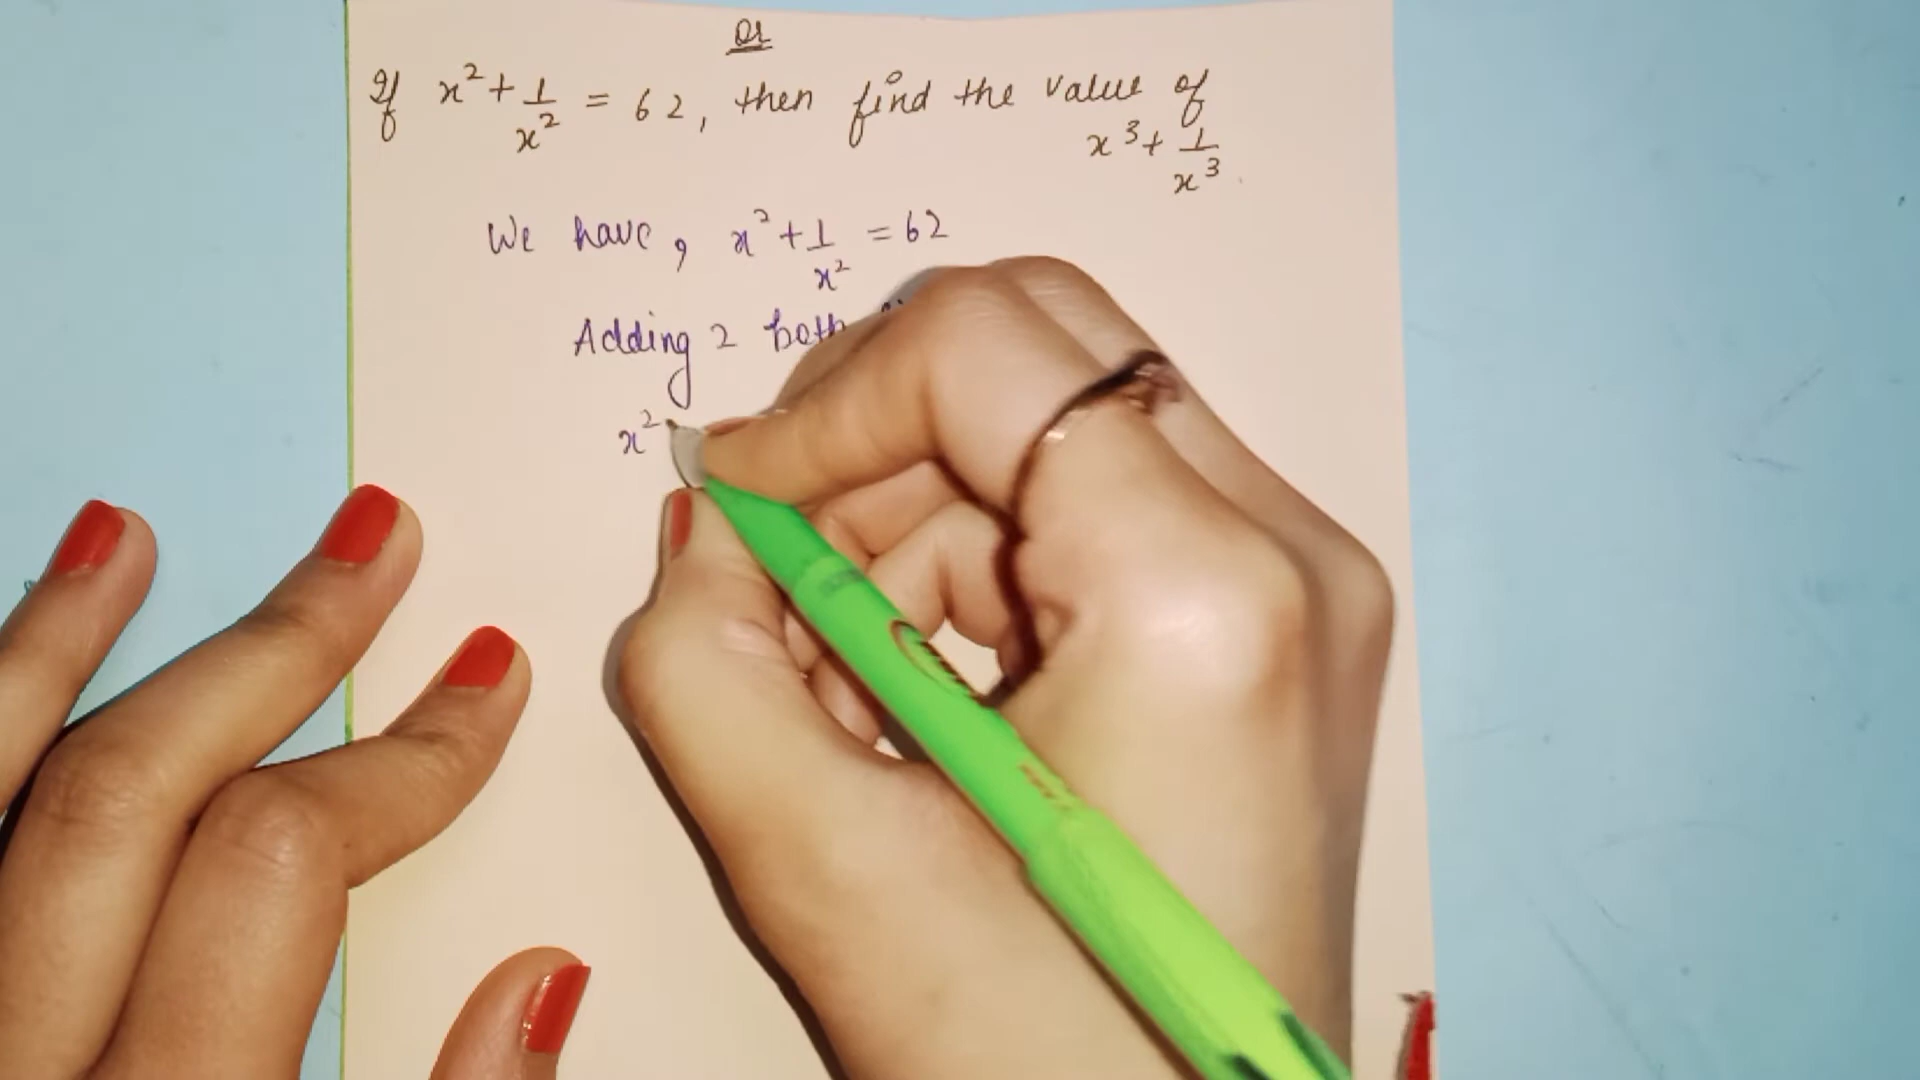 Or
If x² + 1/x² = 62, then find the value of
x³ + 1/x³.
We have, x² + 1/x² = 62
Adding 2 both
x²